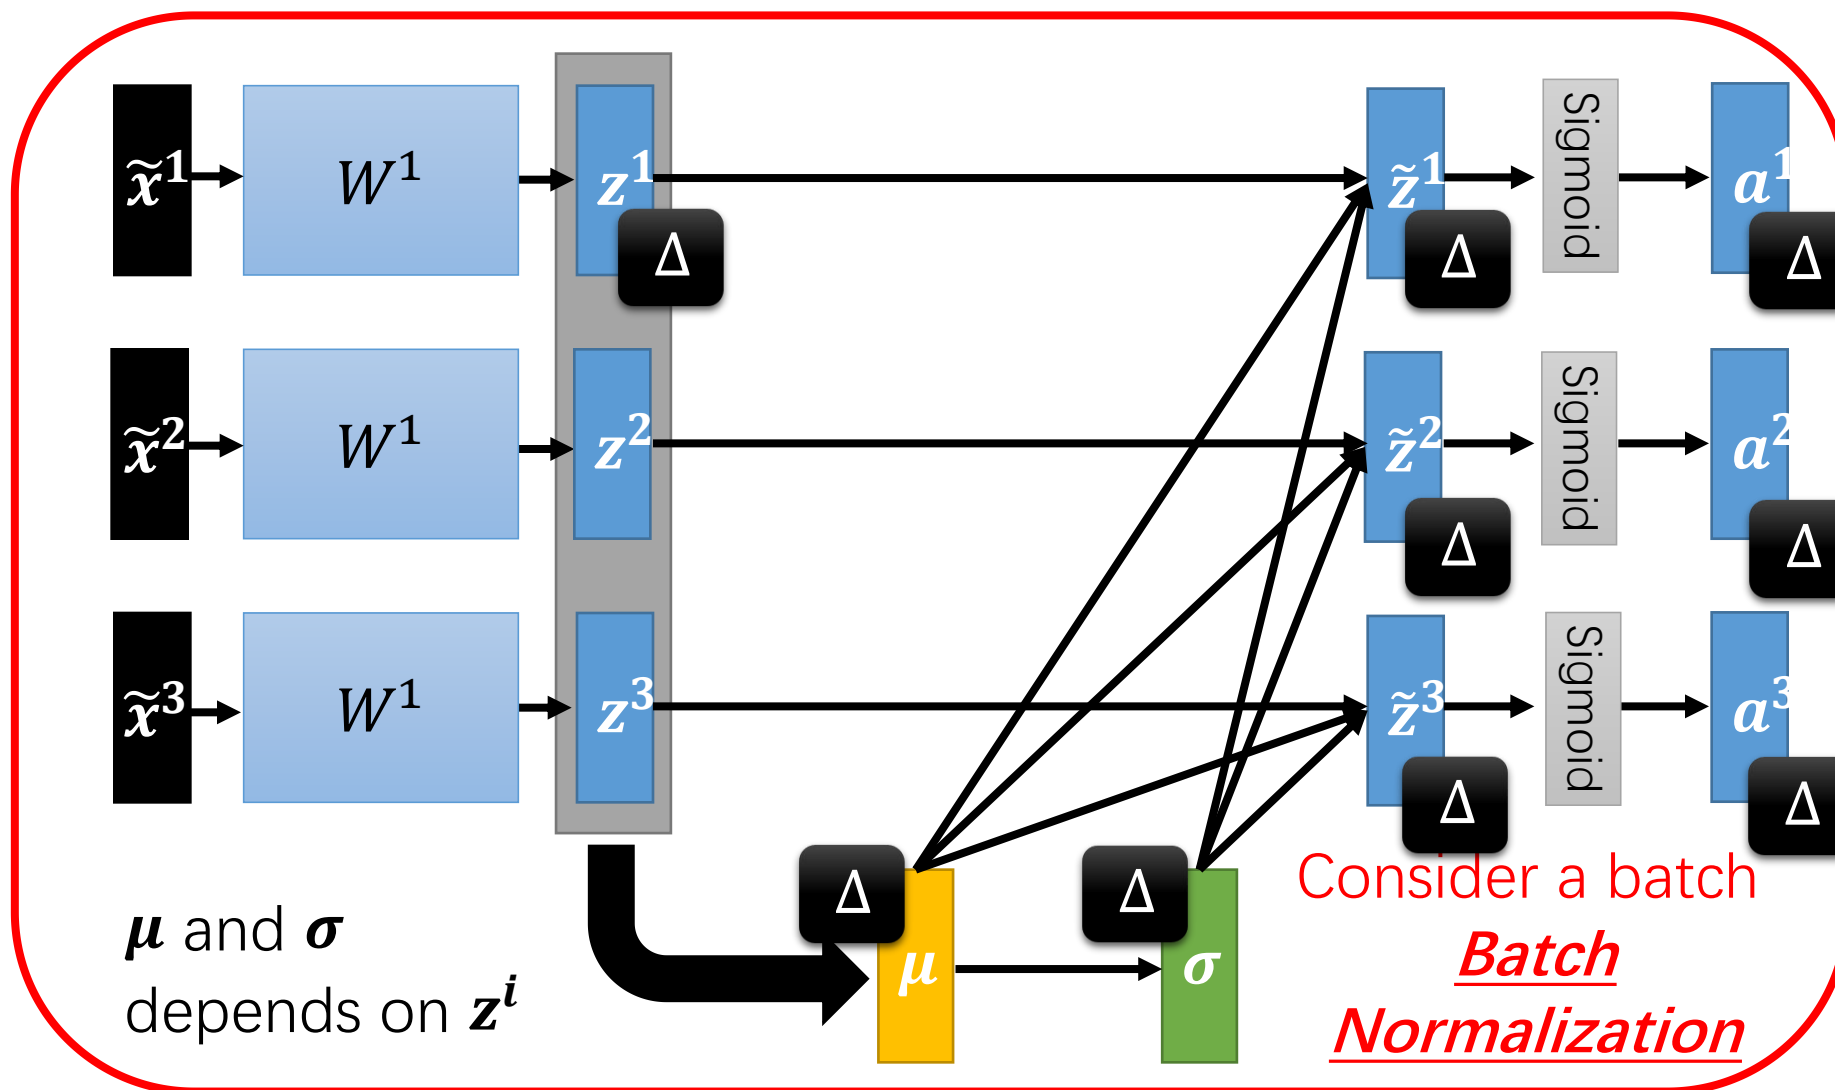 x̃¹ W¹ z¹ z̃¹ Sigmoid a¹
Δ Δ Δ
x̃² W¹ z² z̃² Sigmoid a²
Δ Δ
x̃³ W¹ z³ z̃³ Sigmoid a³
Δ Δ
Δ Δ
μ σ
μ and σ
depends on zⁱ
Consider a batch
Batch
Normalization